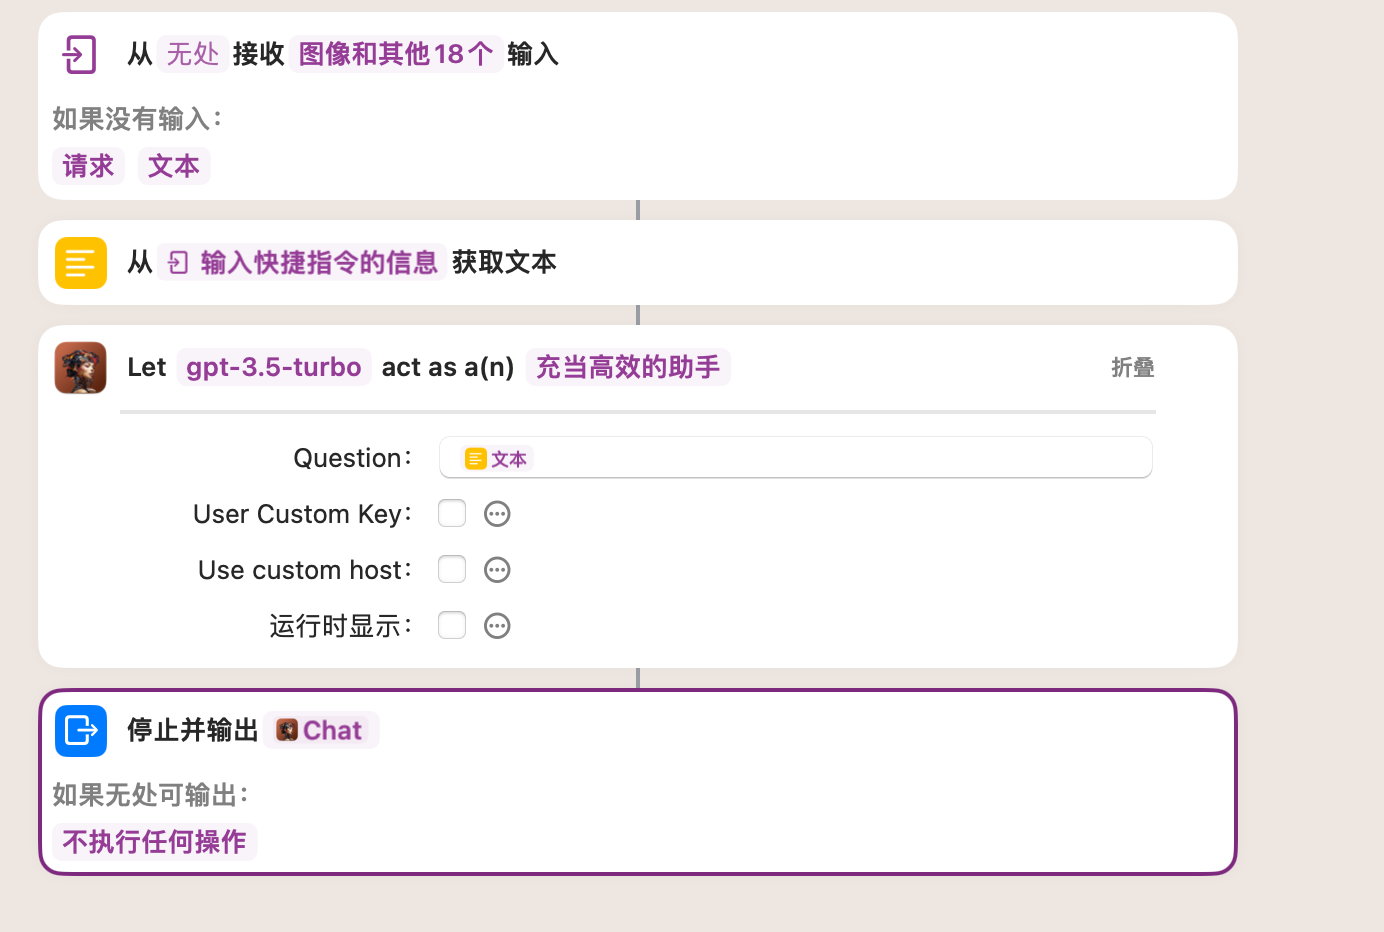 从 无处 接收 图像和其他18个 输入
如果没有输入：
请求 文本
从 输入快捷指令的信息 获取文本
Let gpt-3.5-turbo act as a(n) 充当高效的助手 折叠
Question： 文本
User Custom Key：
Use custom host：
运行时显示：
停止并输出 Chat
如果无处可输出：
不执行任何操作